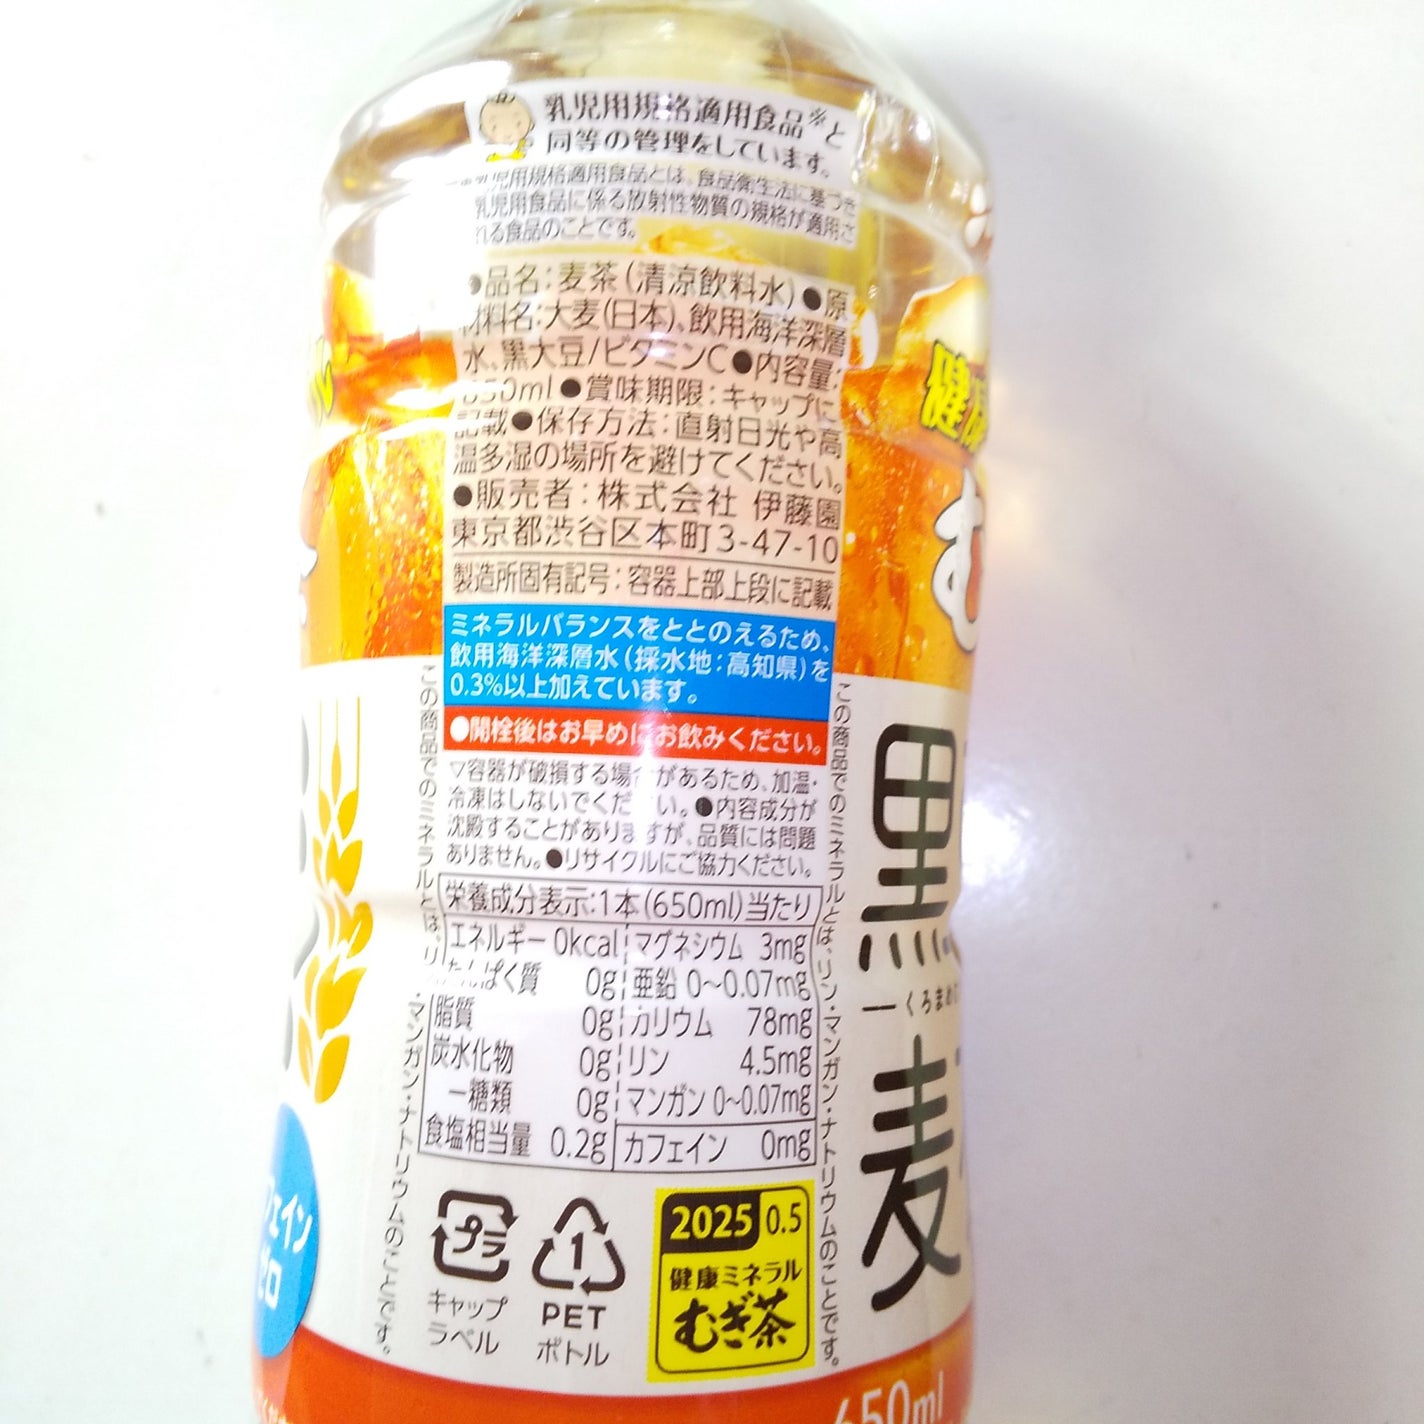 乳児用規格適用食品※と
同等の管理をしています。
※乳児用規格適用食品とは、食品衛生法に基づき
乳児用食品に係る放射性物質の規格が適用さ
れる食品のことです。
●品名：麦茶（清涼飲料水）●原
材料名：大麦（日本）、飲用海洋深層
水、黒大豆/ビタミンC●内容量：
650ml●賞味期限：キャップに
記載●保存方法：直射日光や高
温多湿の場所を避けてください。
●販売者：株式会社 伊藤園
東京都渋谷区本町3-47-10
製造所固有記号：容器上部上段に記載
ミネラルバランスをととのえるため、
飲用海洋深層水（採水地：高知県）を
0.3%以上加えています。
●開栓後はお早めにお飲みください。
▽容器が破損する場合があるため、加温・
冷凍はしないでください。●内容成分が
沈殿することがありますが、品質には問題
ありません。●リサイクルにご協力ください。
栄養成分表示：1本（650ml）当たり
エネルギー 0kcal マグネシウム 3mg
たんぱく質 0g 亜鉛 0～0.07mg
脂質 0g カリウム 78mg
炭水化物 0g リン 4.5mg
－糖類 0g マンガン 0～0.07mg
食塩相当量 0.2g カフェイン 0mg
この商品でのミネラルとは、リン・マンガン・ナトリウムのことです。
この商品でのミネラルとは、リン・マンガン・ナトリウムのことです。
プラ
キャップ
ラベル
1
PET
ボトル
2025 0.5
健康ミネラル
むぎ茶
健康
む
黒
くろまめ
麦
650ml
フェイン
ゼロ